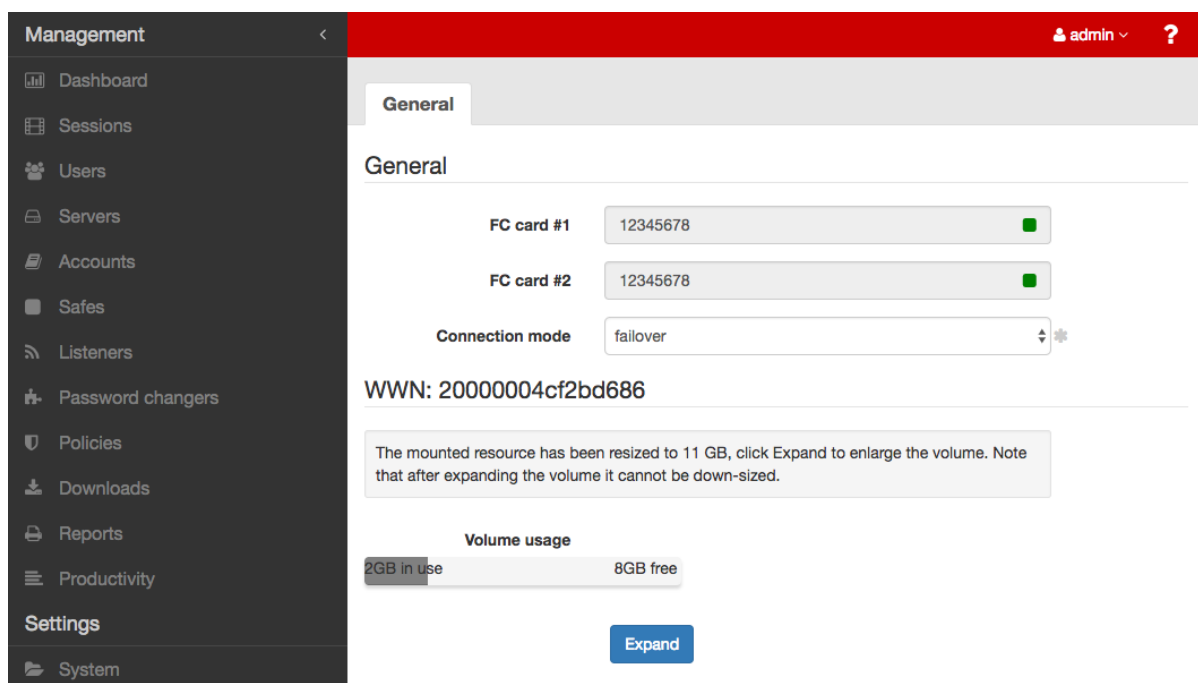 Management
admin
?
Dashboard
Sessions
Users
Servers
Accounts
Safes
Listeners
Password changers
Policies
Downloads
Reports
Productivity
Settings
System
General
General
FC card #1 12345678
FC card #2 12345678
Connection mode failover
WWN: 20000004cf2bd686
The mounted resource has been resized to 11 GB, click Expand to enlarge the volume. Note
that after expanding the volume it cannot be down-sized.
Volume usage
2GB in use 8GB free
Expand